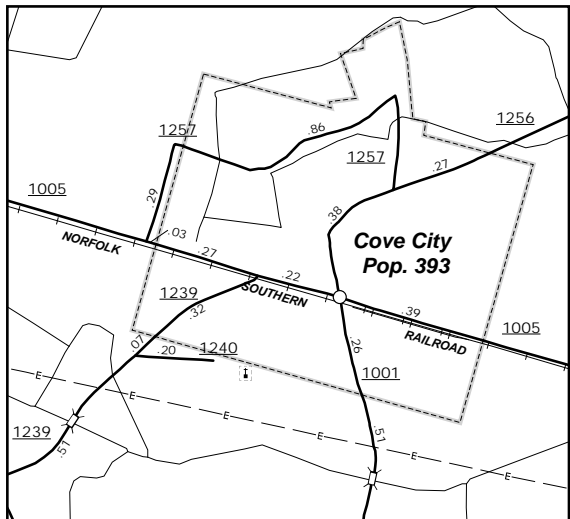 1257
.86
1256
1257
.27
.29
1005
.38
.03
NORFOLK
.27
Cove City
Pop. 393
.22
1239
SOUTHERN
.32
.39
RAILROAD
1005
.07
.20
1240
.26
1001
E
E
E
E
E
E
1239
.51
.57